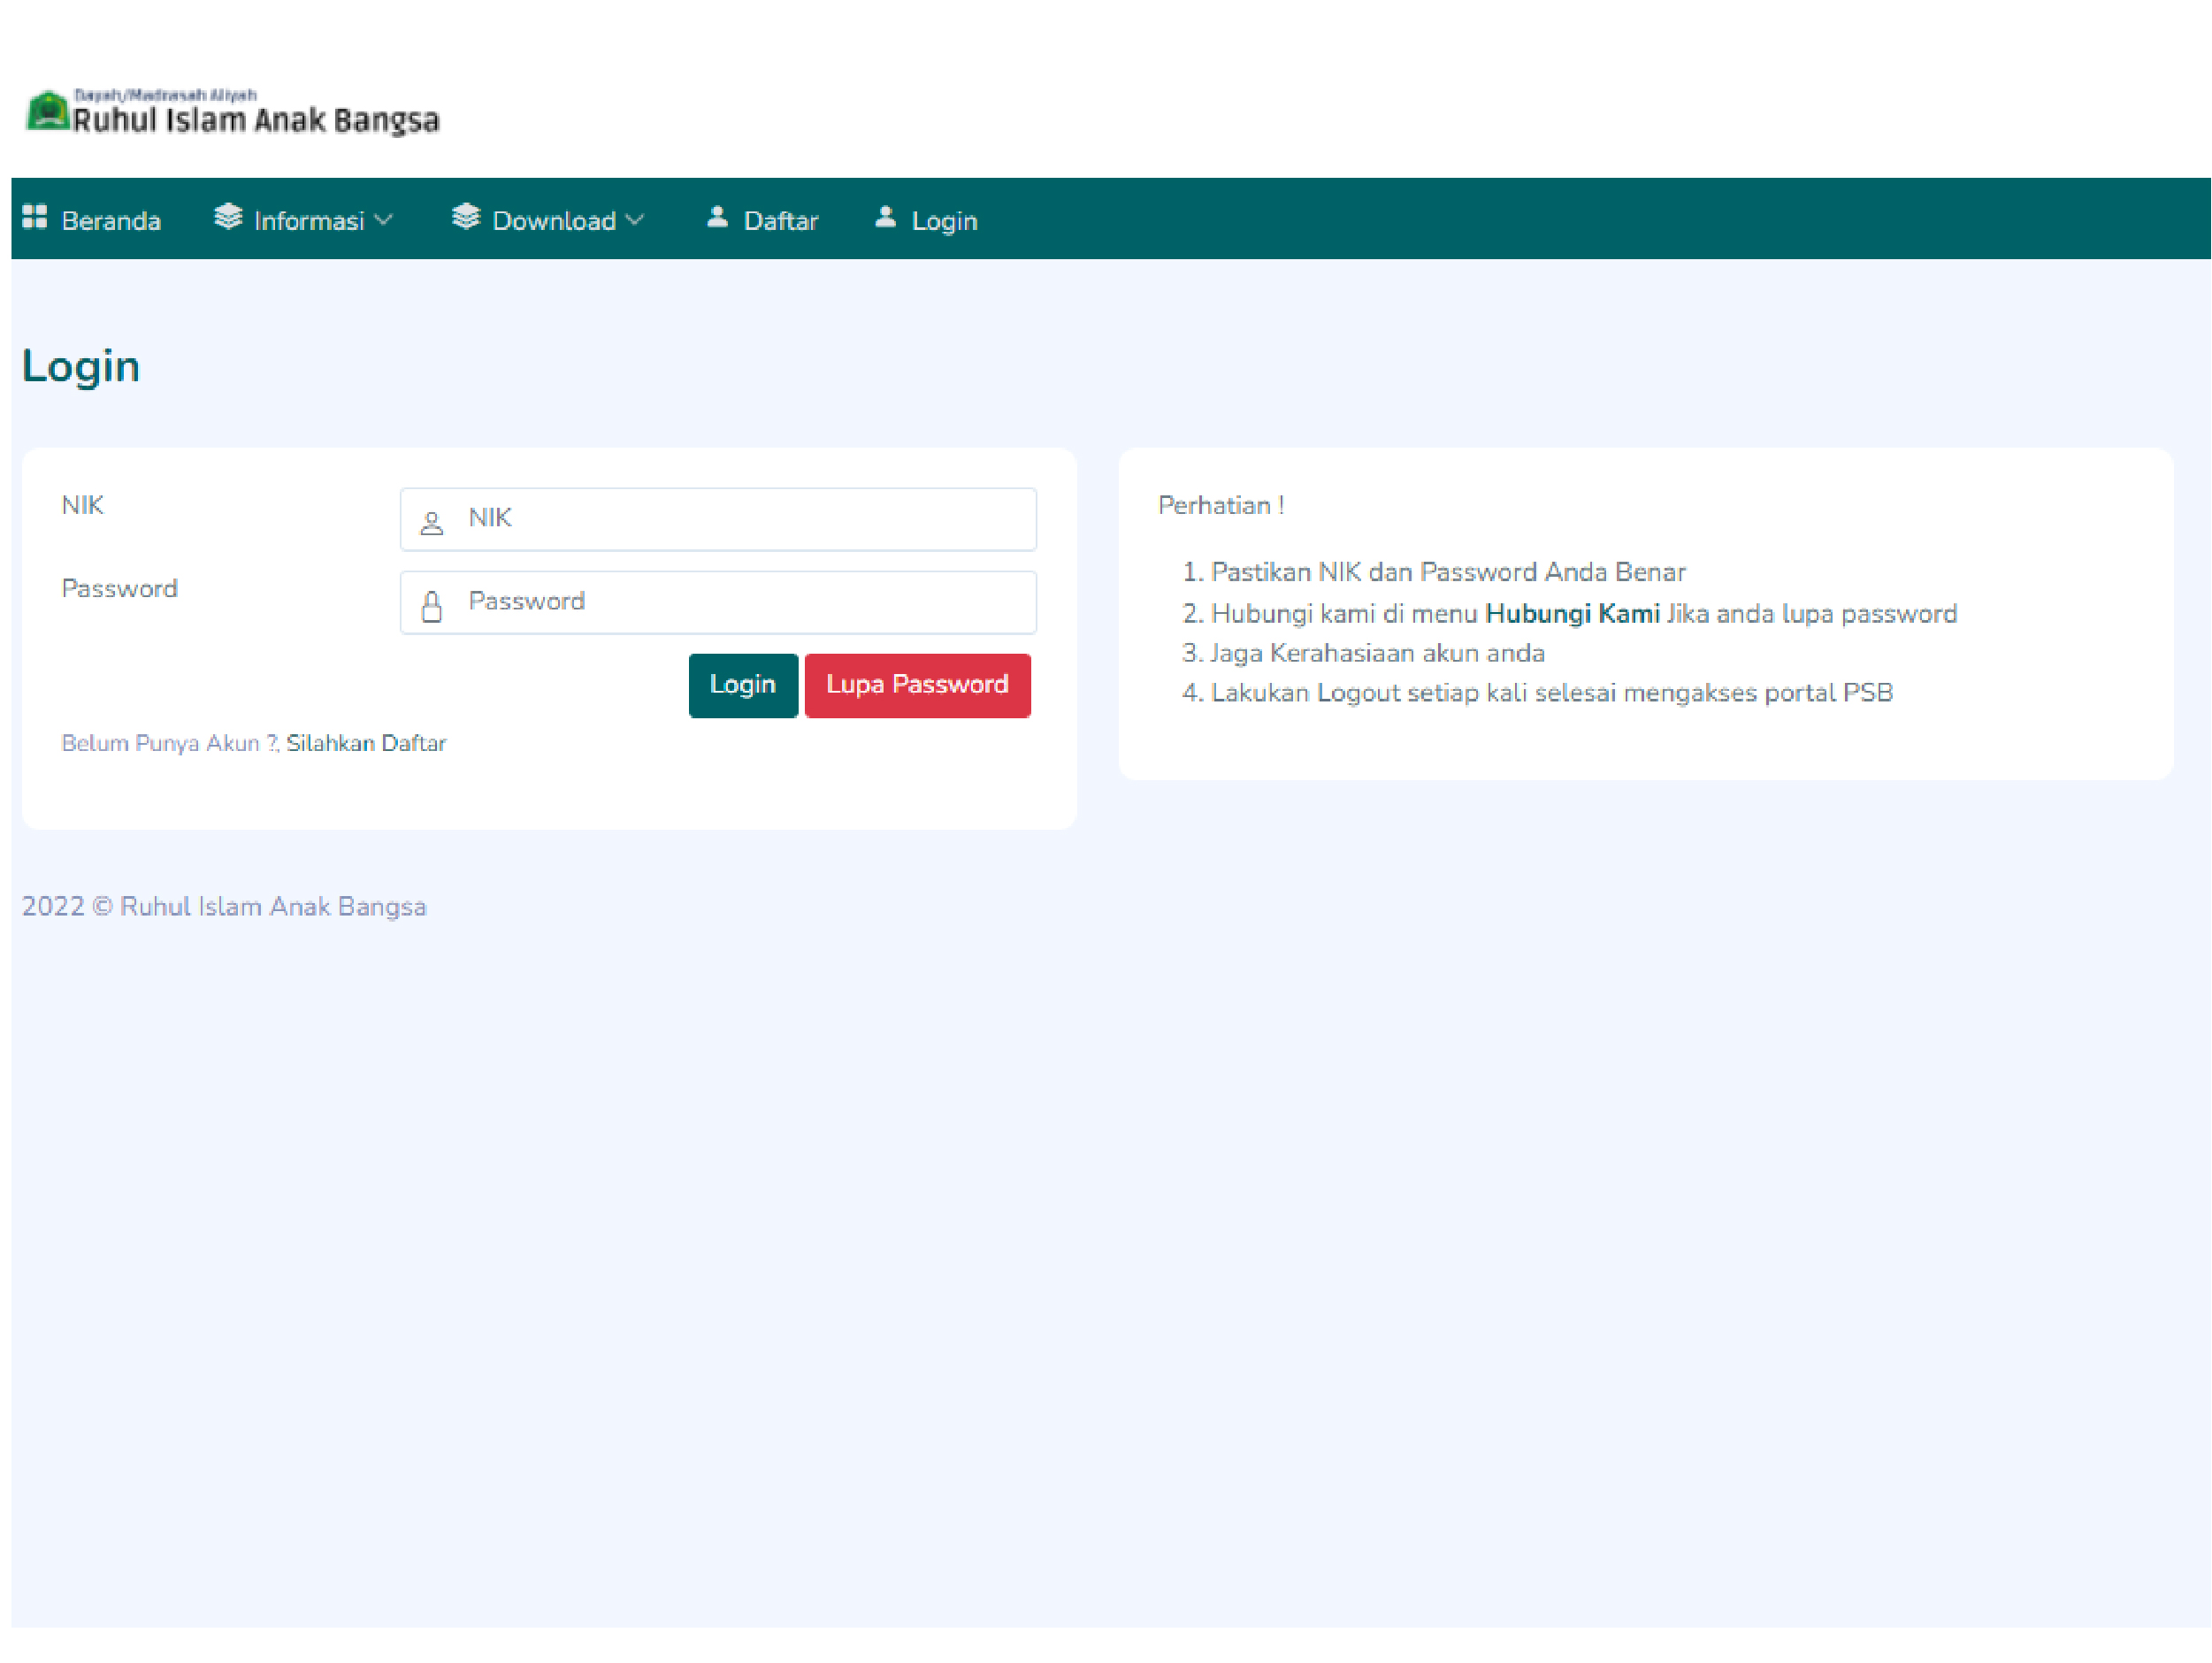 Dayah/Madrasah Aliyah
Ruhul Islam Anak Bangsa
Beranda Informasi Download Daftar Login
Login
NIK NIK
Password Password
Login Lupa Password
Belum Punya Akun ?, Silahkan Daftar
Perhatian !
1. Pastikan NIK dan Password Anda Benar
2. Hubungi kami di menu Hubungi Kami Jika anda lupa password
3. Jaga Kerahasiaan akun anda
4. Lakukan Logout setiap kali selesai mengakses portal PSB
2022 © Ruhul Islam Anak Bangsa